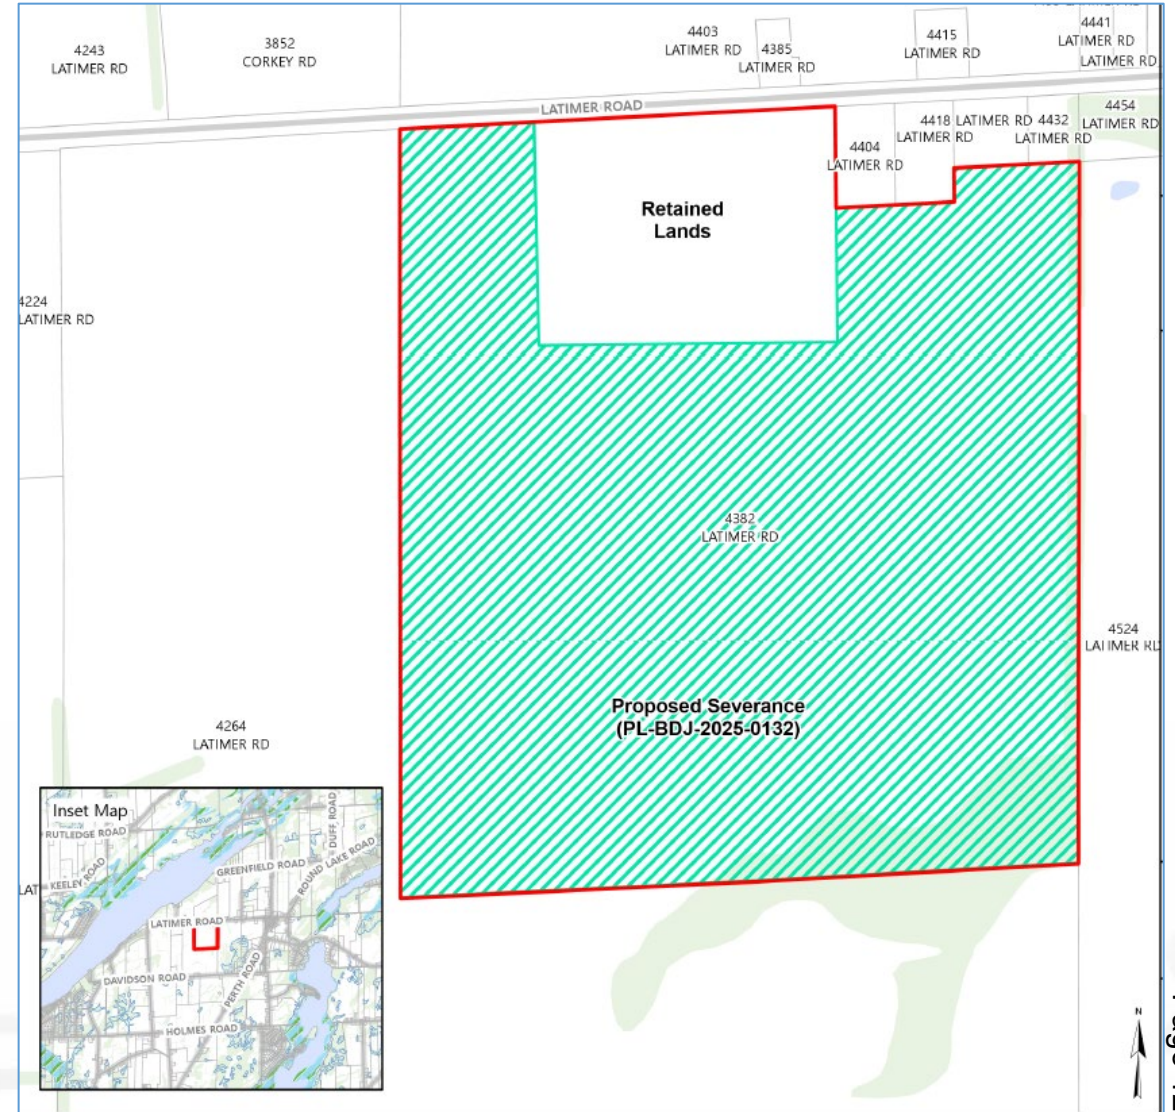 4243
LATIMER RD
3852
CORKEY RD
4403
LATIMER RD
4385
LATIMER RD
4415
LATIMER RD
4441
LATIMER RD
LATIMER RD
LATIMER ROAD
4404
LATIMER RD
4418
LATIMER RD
LATIMER RD
4432
LATIMER RD
4454
LATIMER RD
Retained
Lands
4224
LATIMER RD
4382
LATIMER RD
4524
LATIMER RD
Proposed Severance
(PL-BDJ-2025-0132)
4264
LATIMER RD
LAT
Inset Map
RUTLEDGE ROAD
KEELEY ROAD
GREENFIELD ROAD
DUFF ROAD
ROUND LAKE ROAD
LATIMER ROAD
DAVIDSON ROAD
PERTH ROAD
HOLMES ROAD
N